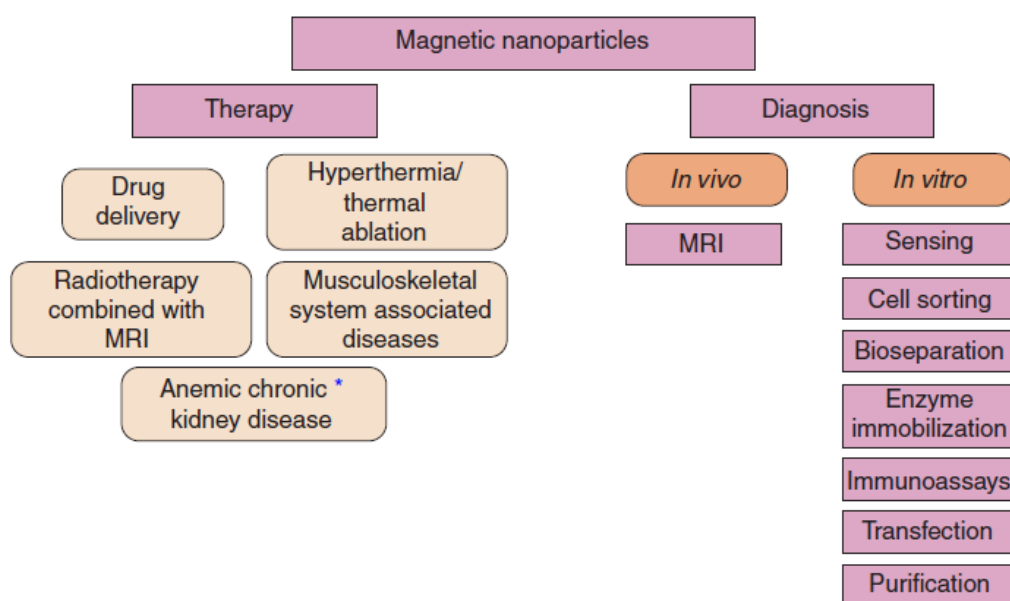 Magnetic nanoparticles
Therapy
Diagnosis
Drug
delivery
Hyperthermia/
thermal
ablation
Radiotherapy
combined with
MRI
Musculoskeletal
system associated
diseases
Anemic chronic *
kidney disease
In vivo
MRI
In vitro
Sensing
Cell sorting
Bioseparation
Enzyme
immobilization
Immunoassays
Transfection
Purification